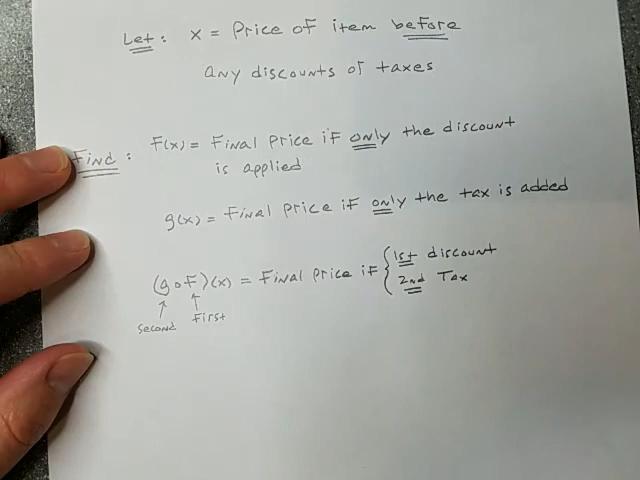 Let: x = Price of item before
any discounts of taxes
Find: F(x) = Final Price if only the discount
is applied
g(x) = Final Price if only the tax is added
(g∘F)(x) = Final price if { 1st discount
2nd Tax
second First